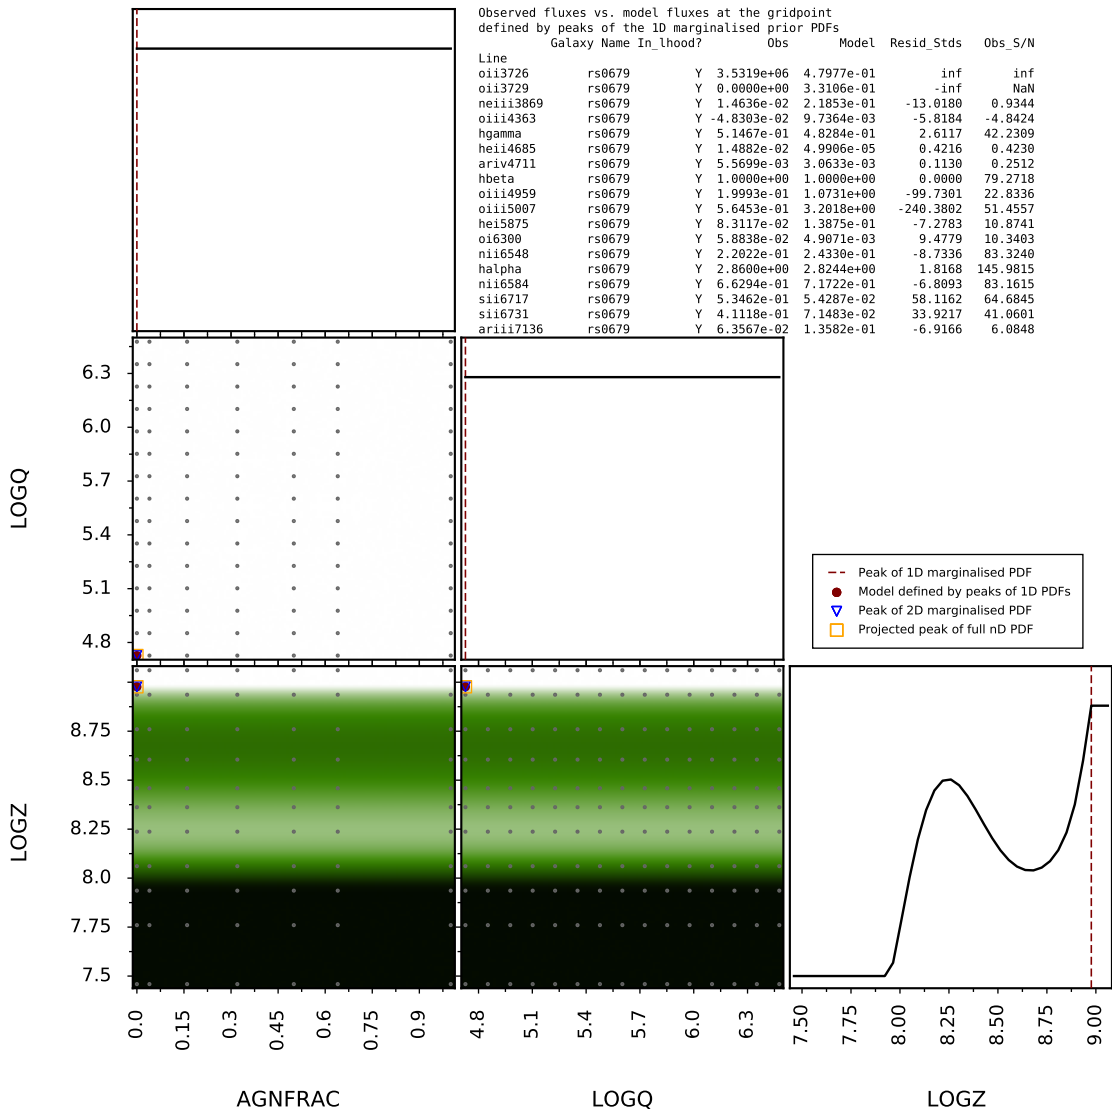 Observed fluxes vs. model fluxes at the gridpoint
defined by peaks of the 1D marginalised prior PDFs
Galaxy Name In_lhood? Obs Model Resid_Stds Obs_S/N
Line
oii3726 rs0679 Y 3.5319e+06 4.7977e-01 inf inf
oii3729 rs0679 Y 0.0000e+00 3.3106e-01 -inf NaN
neiii3869 rs0679 Y 1.4636e-02 2.1853e-01 -13.0180 0.9344
oiii4363 rs0679 Y -4.8303e-02 9.7364e-03 -5.8184 -4.8424
hgamma rs0679 Y 5.1467e-01 4.8284e-01 2.6117 42.2309
heii4685 rs0679 Y 1.4882e-02 4.9906e-05 0.4216 0.4230
ariv4711 rs0679 Y 5.5699e-03 3.0633e-03 0.1130 0.2512
hbeta rs0679 Y 1.0000e+00 1.0000e+00 0.0000 79.2718
oiii4959 rs0679 Y 1.9993e-01 1.0731e+00 -99.7301 22.8336
oiii5007 rs0679 Y 5.6453e-01 3.2018e+00 -240.3802 51.4557
hei5875 rs0679 Y 8.3117e-02 1.3875e-01 -7.2783 10.8741
oi6300 rs0679 Y 5.8838e-02 4.9071e-03 9.4779 10.3403
nii6548 rs0679 Y 2.2022e-01 2.4330e-01 -8.7336 83.3240
halpha rs0679 Y 2.8600e+00 2.8244e+00 1.8168 145.9815
nii6584 rs0679 Y 6.6294e-01 7.1722e-01 -6.8093 83.1615
sii6717 rs0679 Y 5.3462e-01 5.4287e-02 58.1162 64.6845
sii6731 rs0679 Y 4.1118e-01 7.1483e-02 33.9217 41.0601
ariii7136 rs0679 Y 6.3567e-02 1.3582e-01 -6.9166 6.0848
6.3
6.0
5.7
5.4
5.1
4.8
LOGQ
Peak of 1D marginalised PDF
Model defined by peaks of 1D PDFs
Peak of 2D marginalised PDF
Projected peak of full nD PDF
8.75
8.5
8.25
8.0
7.75
7.5
LOGZ
0.0 0.15 0.3 0.45 0.6 0.75 0.9
4.8 5.1 5.4 5.7 6.0 6.3
7.50 7.75 8.00 8.25 8.50 8.75 9.00
AGNFRAC LOGQ LOGZ